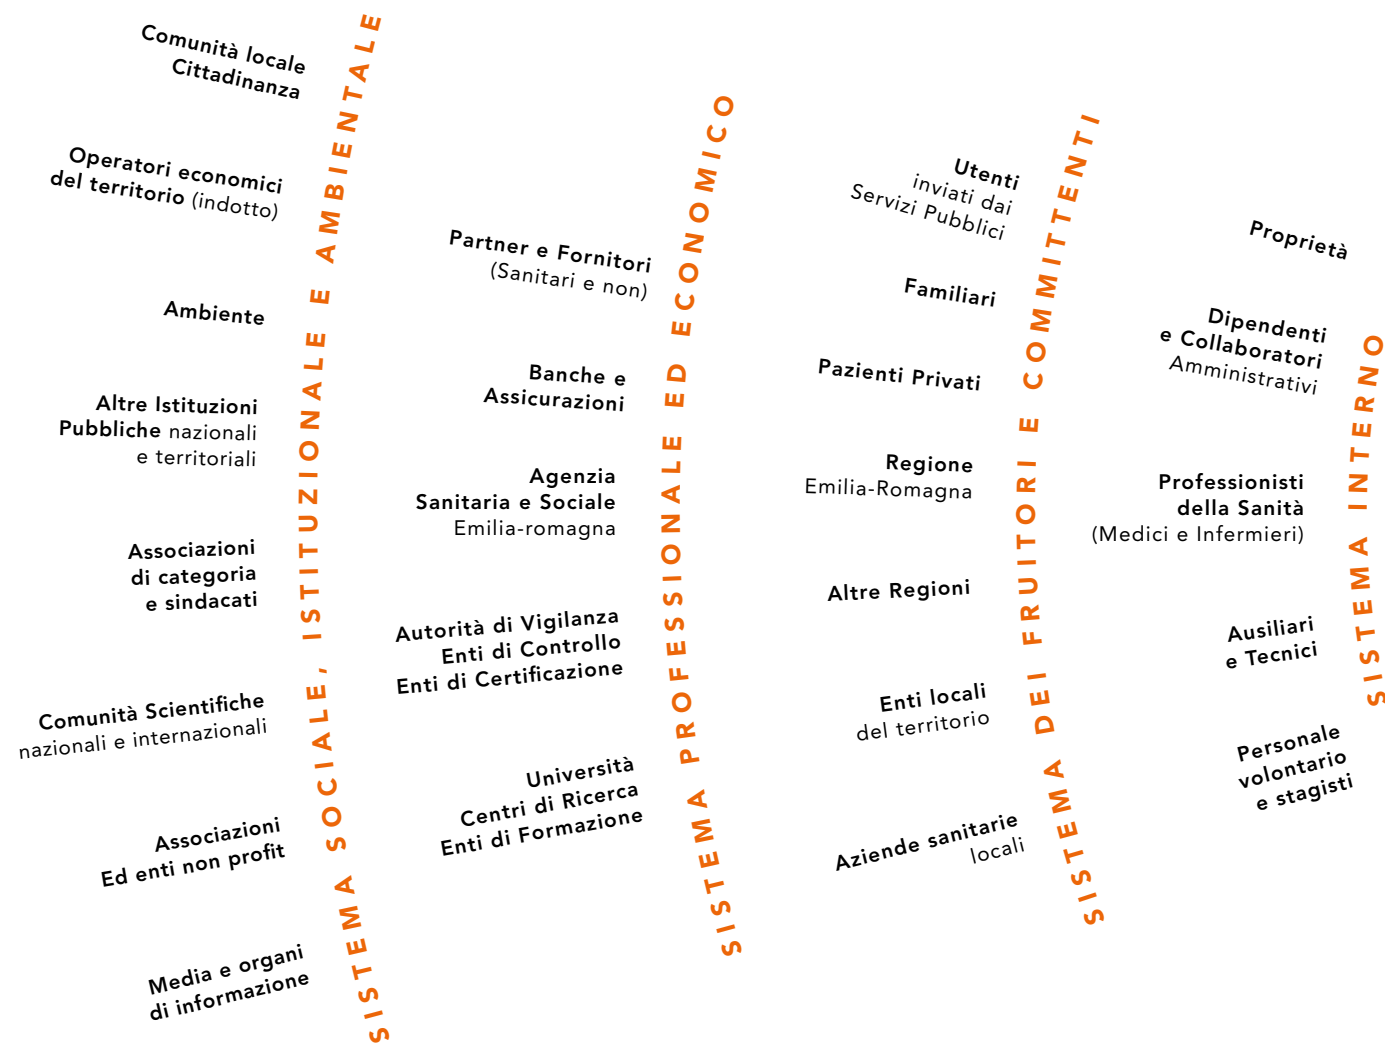 Comunità locale
Cittadinanza
Operatori economici
del territorio (indotto)
Ambiente
Altre Istituzioni
Pubbliche nazionali
e territoriali
Associazioni
di categoria
e sindacati
Comunità Scientifiche
nazionali e internazionali
Associazioni
Ed enti non profit
Media e organi
di informazione
SISTEMA SOCIALE, ISTITUZIONALE E AMBIENTALE
Partner e Fornitori
(Sanitari e non)
Banche e
Assicurazioni
Agenzia
Sanitaria e Sociale
Emilia-romagna
Autorità di Vigilanza
Enti di Controllo
Enti di Certificazione
Università
Centri di Ricerca
Enti di Formazione
SISTEMA PROFESSIONALE ED ECONOMICO
Utenti
inviati dai
Servizi Pubblici
Familiari
Pazienti Privati
Regione
Emilia-Romagna
Altre Regioni
Enti locali
del territorio
Aziende sanitarie
locali
SISTEMA DEI FRUITORI E COMMITTENTI
Proprietà
Dipendenti
e Collaboratori
Amministrativi
Professionisti
della Sanità
(Medici e Infermieri)
Ausiliari
e Tecnici
Personale
volontario
e stagisti
SISTEMA INTERNO